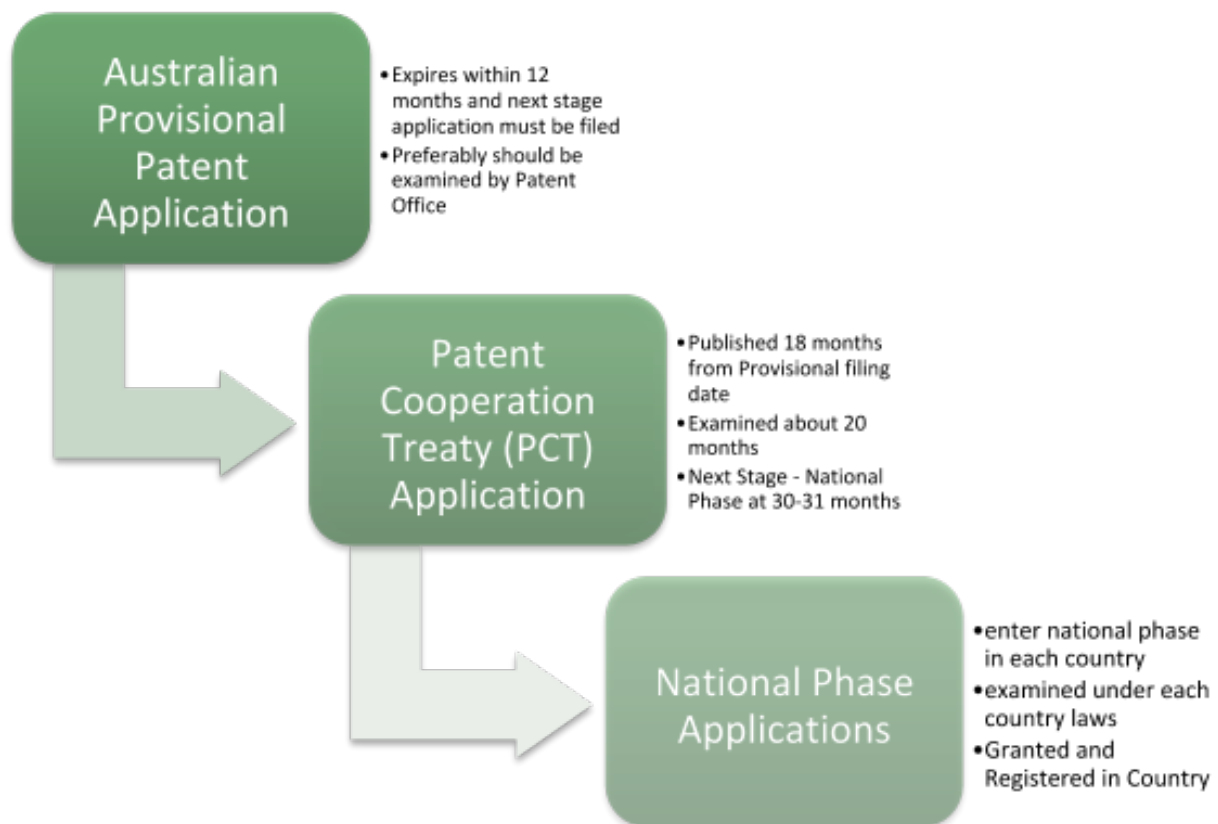 Australian
Provisional
Patent
Application
•Expires within 12
months and next stage
application must be filed
•Preferably should be
examined by Patent
Office
Patent
Cooperation
Treaty (PCT)
Application
•Published 18 months
from Provisional filing
date
•Examined about 20
months
•Next Stage - National
Phase at 30-31 months
National Phase
Applications
•enter national phase
in each country
•examined under each
country laws
•Granted and
Registered in Country